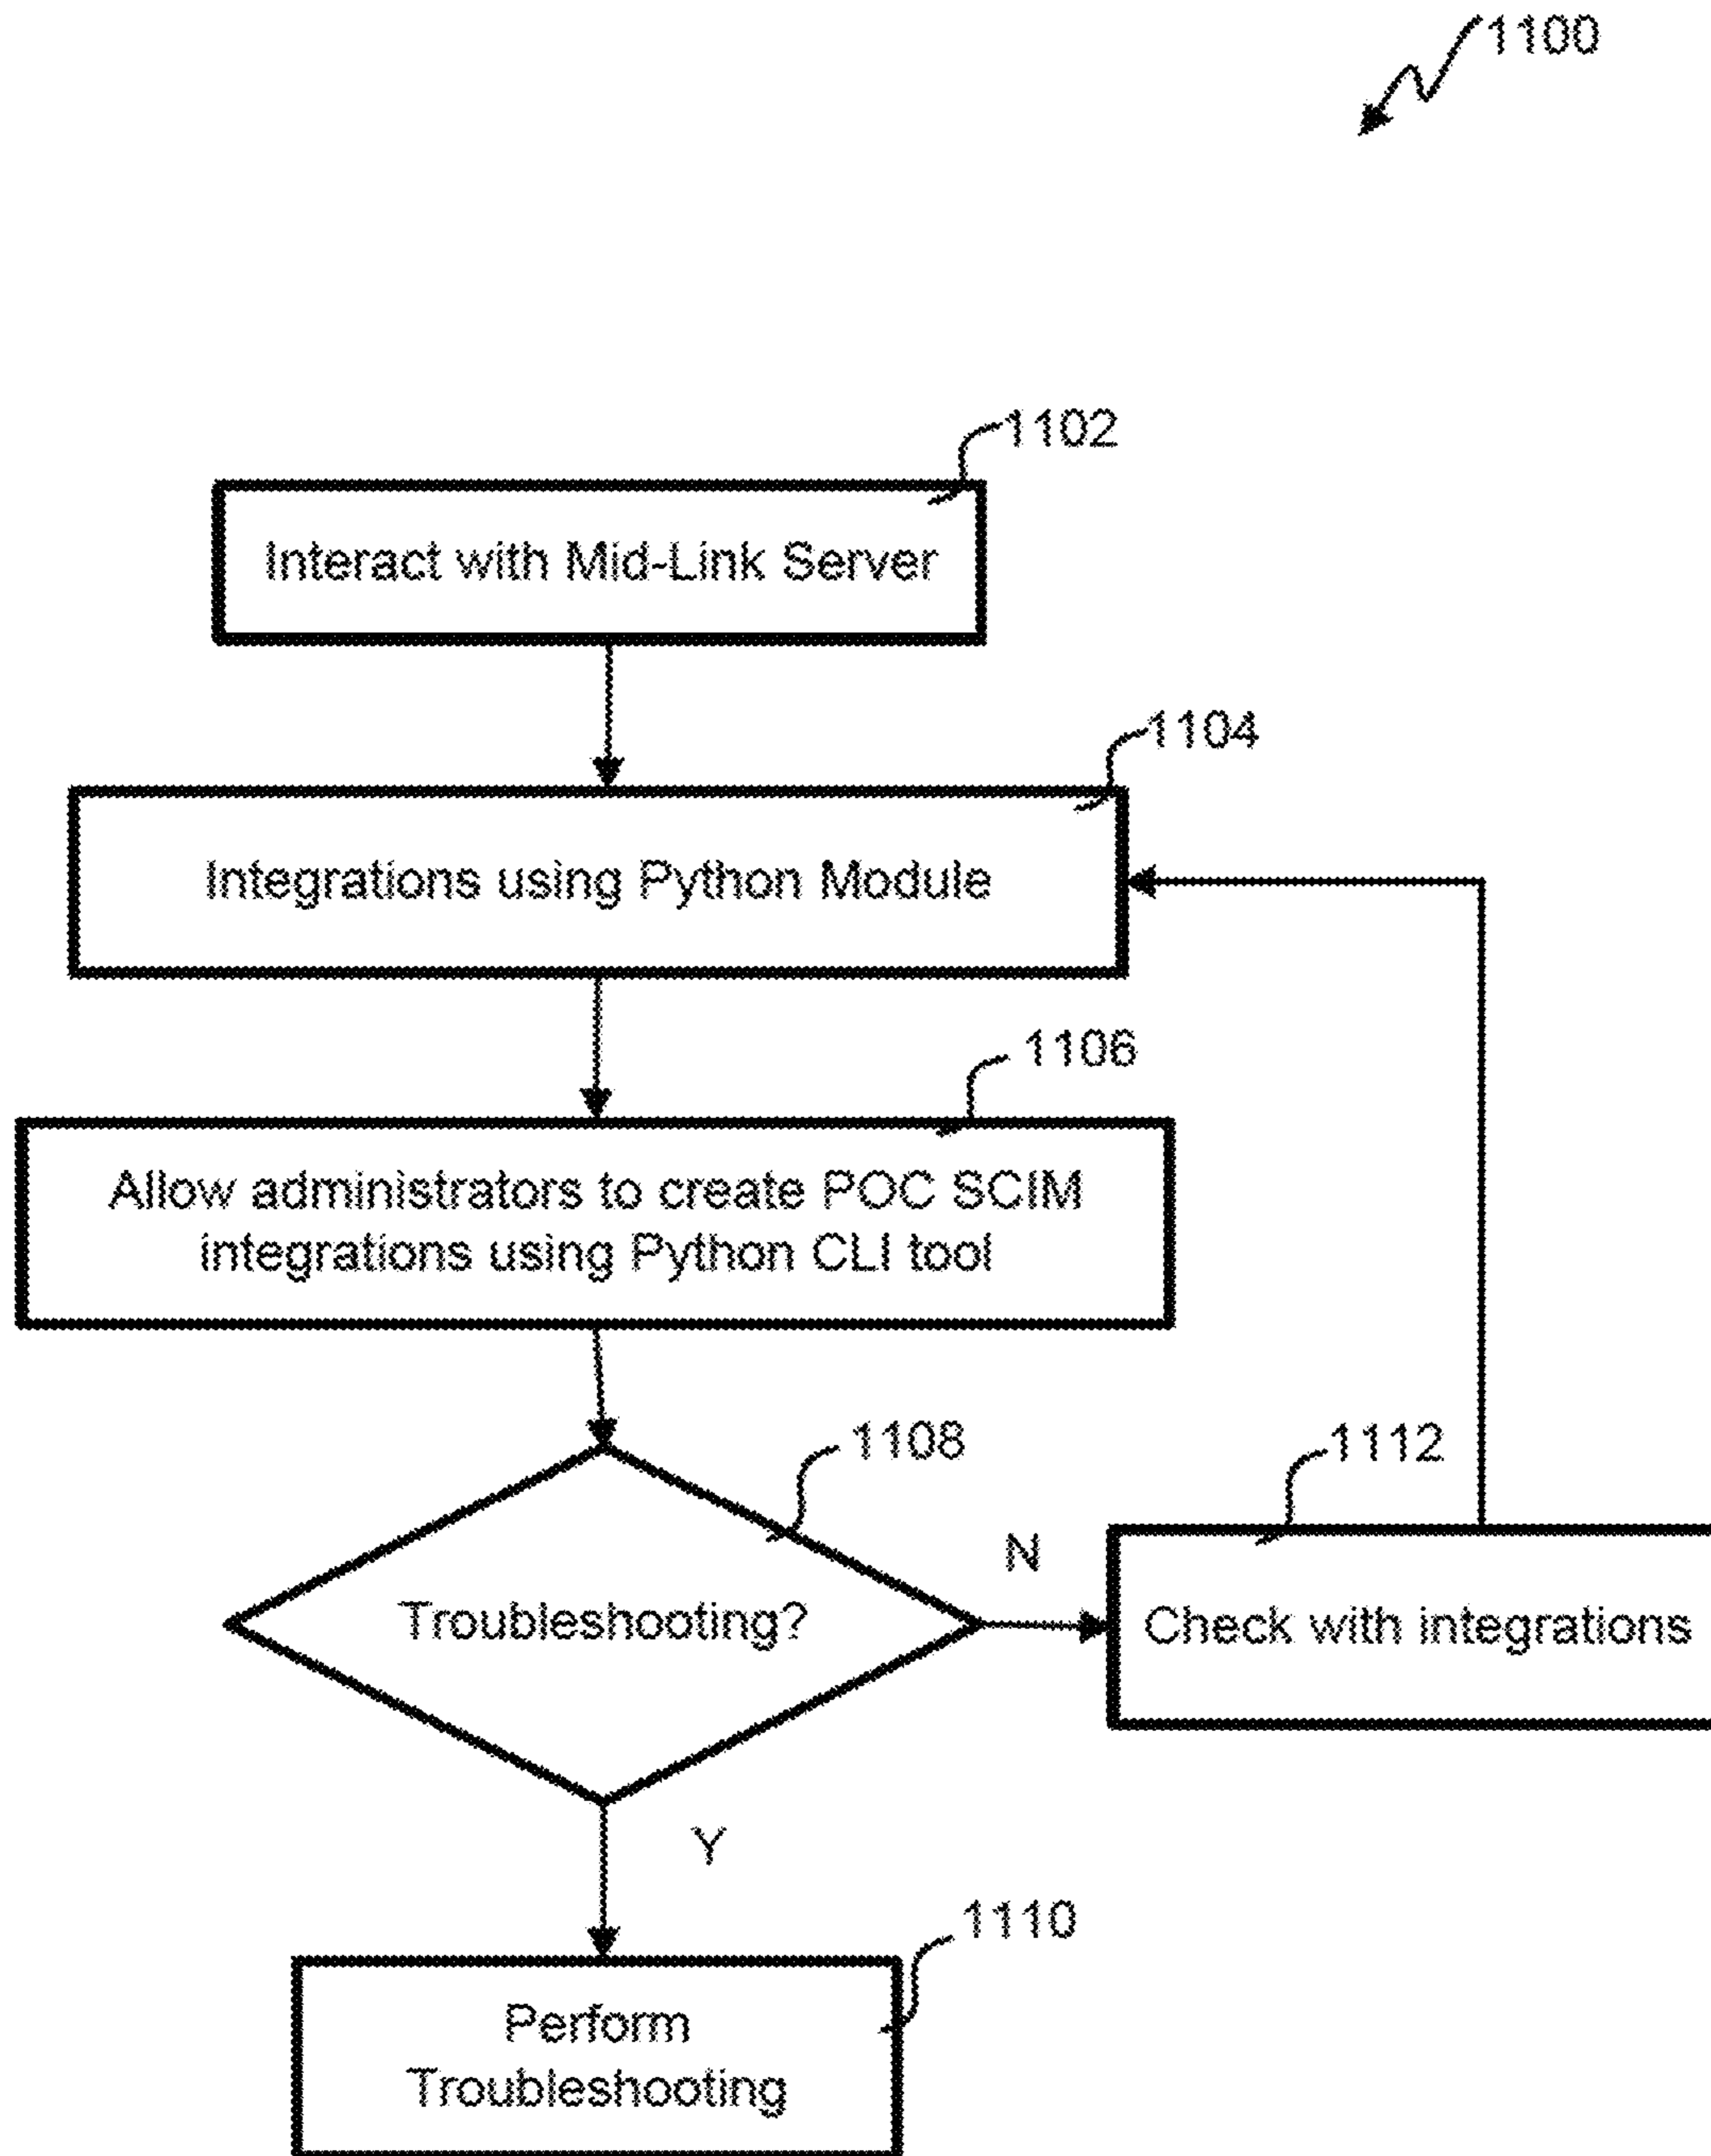 1100
1102
Interact with Mid-Link Server
1104
Integrations using Python Module
1106
Allow administrators to create POC SCIM
integrations using Python CLI tool
1108
Troubleshooting?
N
1112
Check with integrations
Y
1110
Perform
Troubleshooting